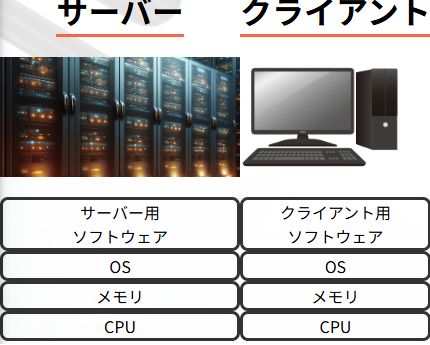 サーバー
クライアント
サーバー用
ソフトウェア
クライアント用
ソフトウェア
OS
OS
メモリ
メモリ
CPU
CPU